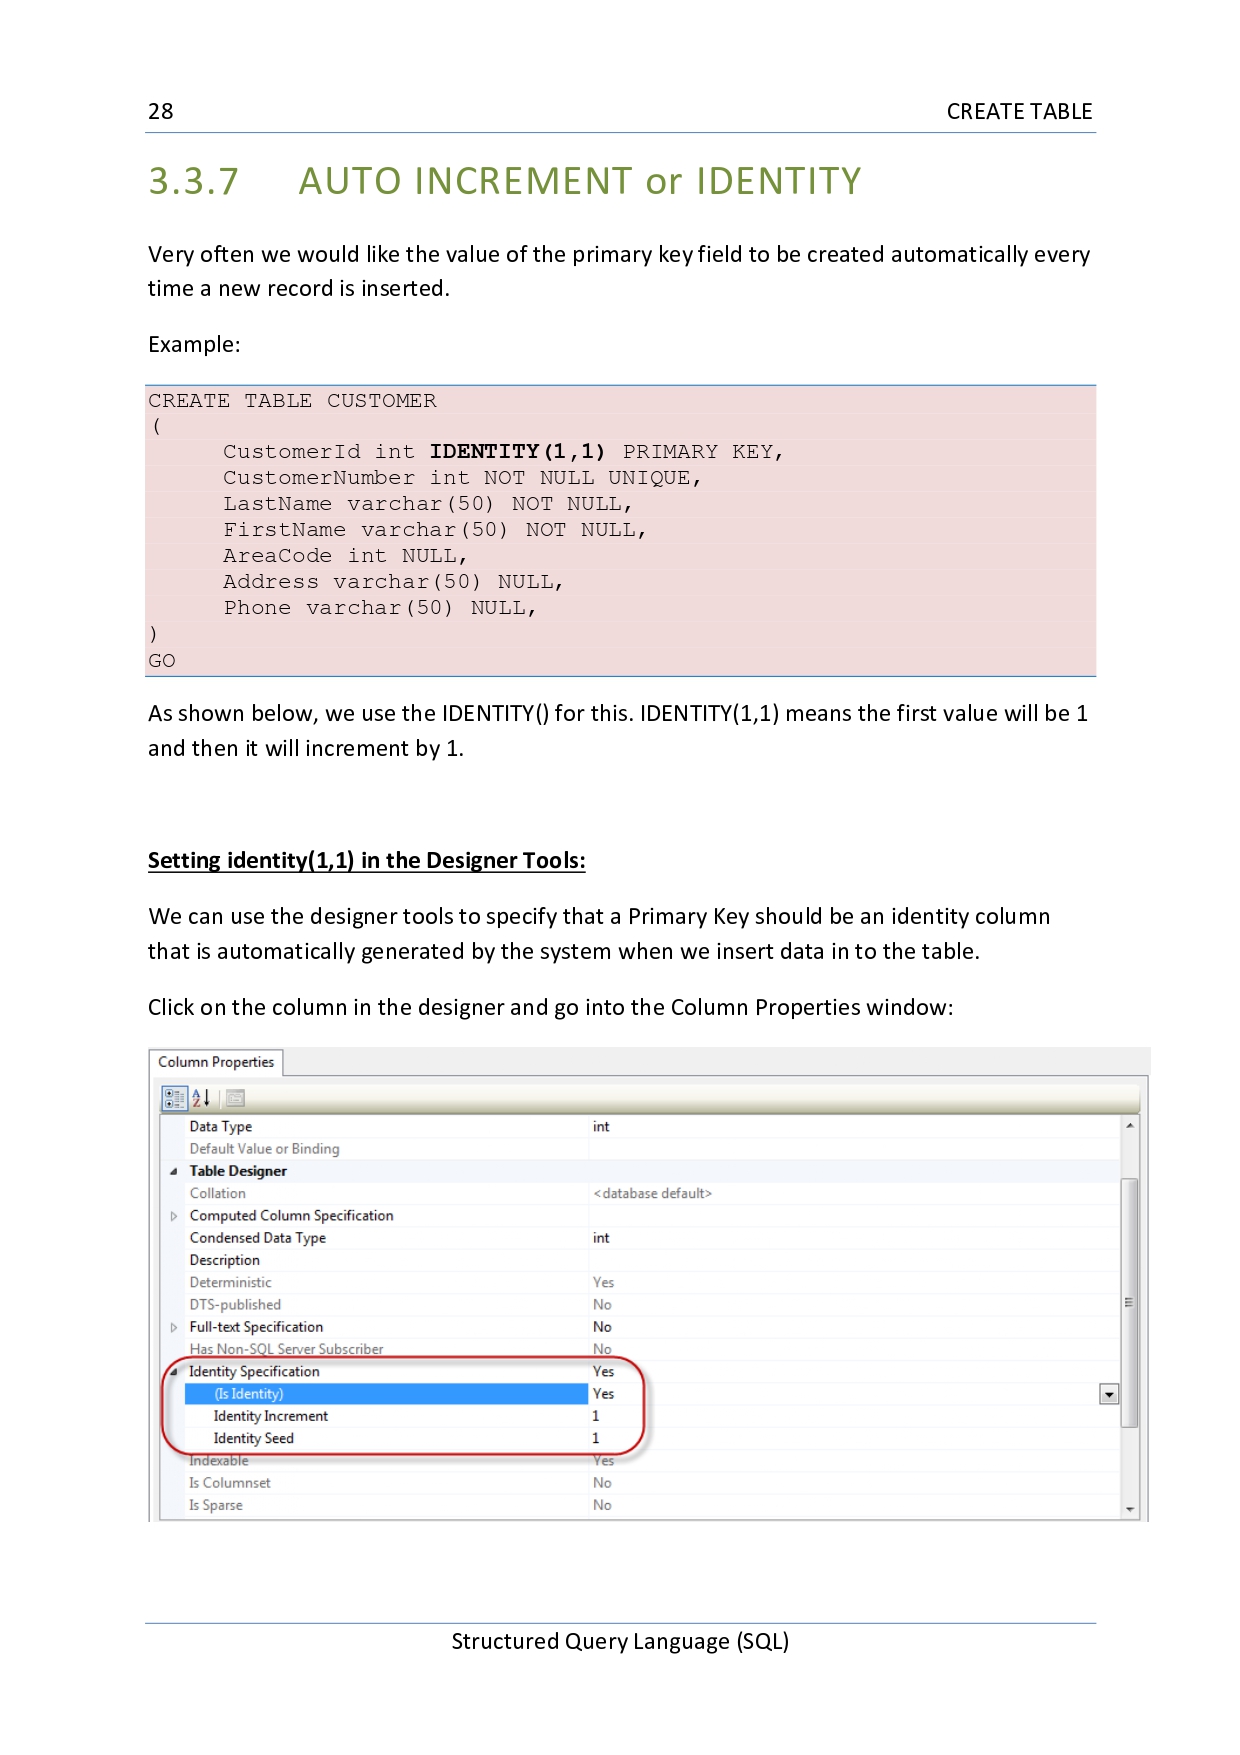 28 CREATE TABLE
3.3.7 AUTO INCREMENT or IDENTITY
Very often we would like the value of the primary key field to be created automatically every
time a new record is inserted.
Example:
CREATE TABLE CUSTOMER
(
CustomerId int IDENTITY(1,1) PRIMARY KEY,
CustomerNumber int NOT NULL UNIQUE,
LastName varchar(50) NOT NULL,
FirstName varchar(50) NOT NULL,
AreaCode int NULL,
Address varchar(50) NULL,
Phone varchar(50) NULL,
)
GO
As shown below, we use the IDENTITY() for this. IDENTITY(1,1) means the first value will be 1
and then it will increment by 1.
Setting identity(1,1) in the Designer Tools:
We can use the designer tools to specify that a Primary Key should be an identity column
that is automatically generated by the system when we insert data in to the table.
Click on the column in the designer and go into the Column Properties window:
Column Properties
Data Type int
Default Value or Binding
Table Designer
Collation <database default>
Computed Column Specification
Condensed Data Type int
Description
Deterministic Yes
DTS-published No
Full-text Specification No
Has Non-SQL Server Subscriber No
Identity Specification Yes
(Is Identity) Yes
Identity Increment 1
Identity Seed 1
Indexable Yes
Is Columnset No
Is Sparse No
Structured Query Language (SQL)